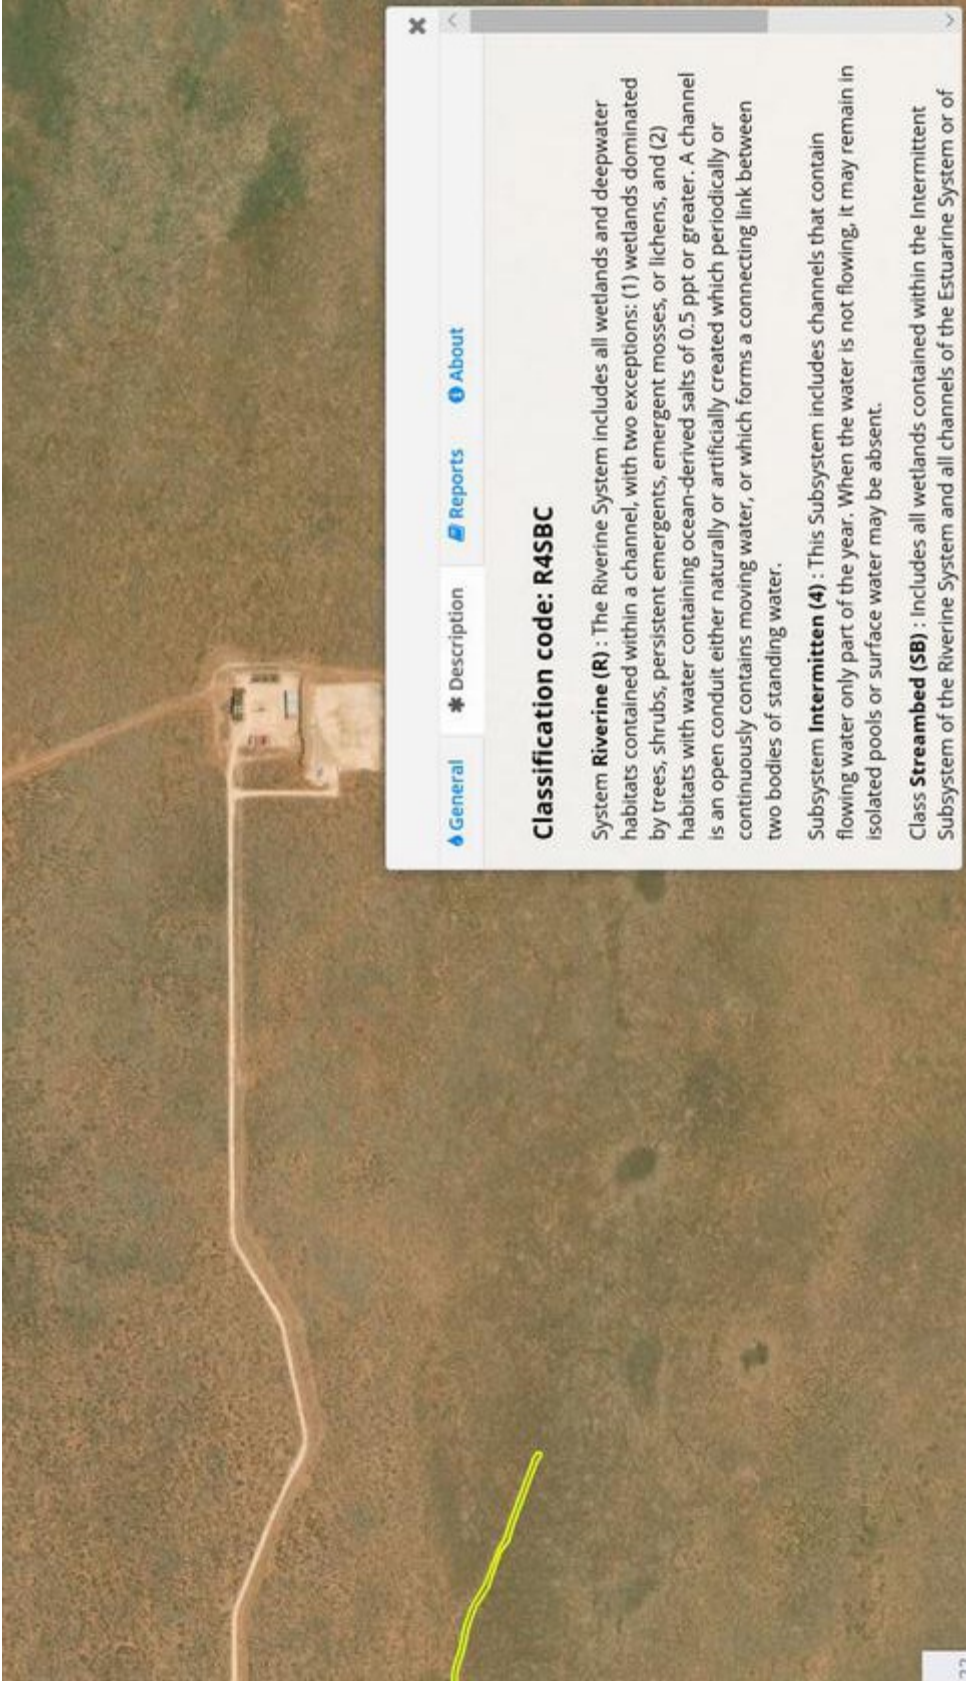 General
Description
Reports
About
Classification code: R4SBC
System Riverine (R) : The Riverine System includes all wetlands and deepwater
habitats contained within a channel, with two exceptions: (1) wetlands dominated
by trees, shrubs, persistent emergents, emergent mosses, or lichens, and (2)
habitats with water containing ocean-derived salts of 0.5 ppt or greater. A channel
is an open conduit either naturally or artificially created which periodically or
continuously contains moving water, or which forms a connecting link between
two bodies of standing water.
Subsystem Intermitten (4) : This Subsystem includes channels that contain
flowing water only part of the year. When the water is not flowing, it may remain in
isolated pools or surface water may be absent.
Class Streambed (SB) : Includes all wetlands contained within the Intermittent
Subsystem of the Riverine System and all channels of the Estuarine System or of